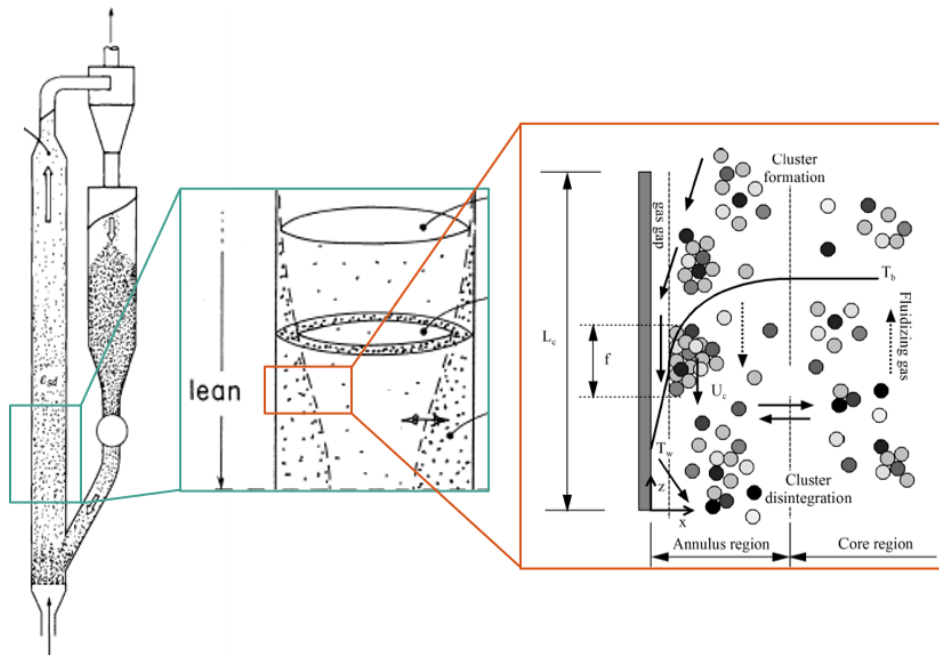 ε_sd
lean
Cluster
formation
gas gap
T_b
L_c
f
U_c
Fluidizing gas
T_w
z
x
Cluster
disintegration
Annulus region
Core region